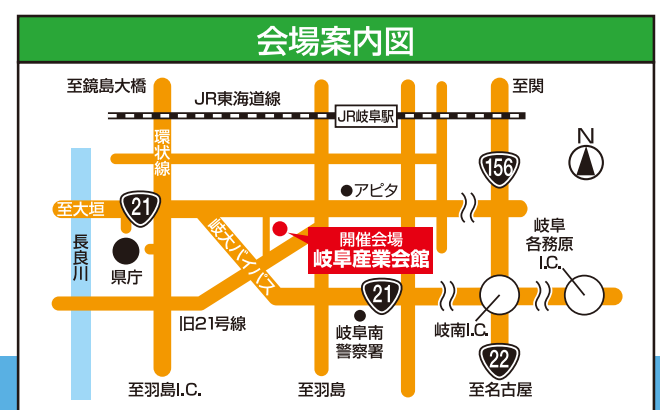 会場案内図
至鏡島大橋
JR東海道線
JR岐阜駅
至関
N
環状線
156
アピタ
至大垣
21
岐阜
各務原
I.C.
長良川
県庁
岐大バイパス
開催会場
岐阜産業会館
21
旧21号線
岐阜南
警察署
岐南I.C.
22
至羽島I.C.
至羽島
至名古屋